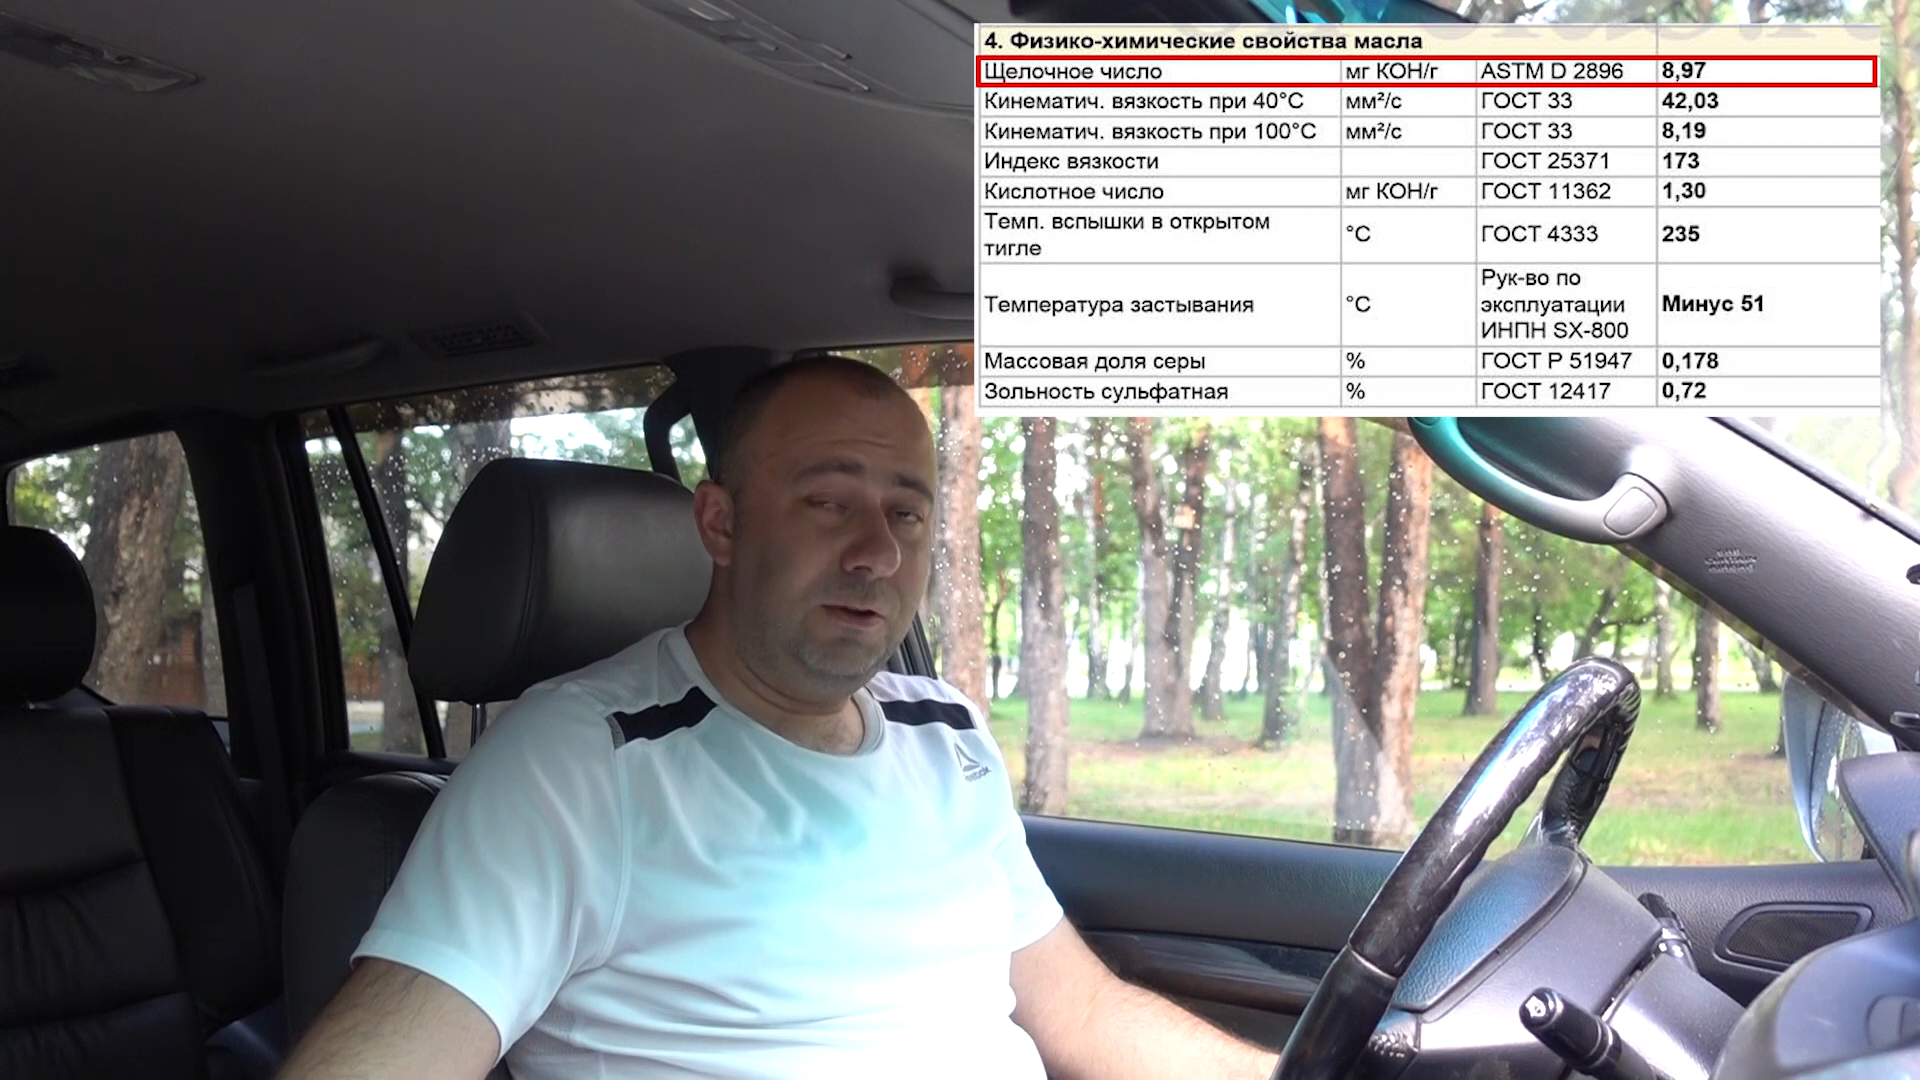 4. Физико-химические свойства масла
Щелочное число мг КОН/г ASTM D 2896 8,97
Кинематич. вязкость при 40°С мм²/с ГОСТ 33 42,03
Кинематич. вязкость при 100°С мм²/с ГОСТ 33 8,19
Индекс вязкости ГОСТ 25371 173
Кислотное число мг КОН/г ГОСТ 11362 1,30
Темп. вспышки в открытом
тигле °С ГОСТ 4333 235
Рук-во по
Температура застывания °С эксплуатации Минус 51
ИНПН SX-800
Массовая доля серы % ГОСТ Р 51947 0,178
Зольность сульфатная % ГОСТ 12417 0,72
Reebok